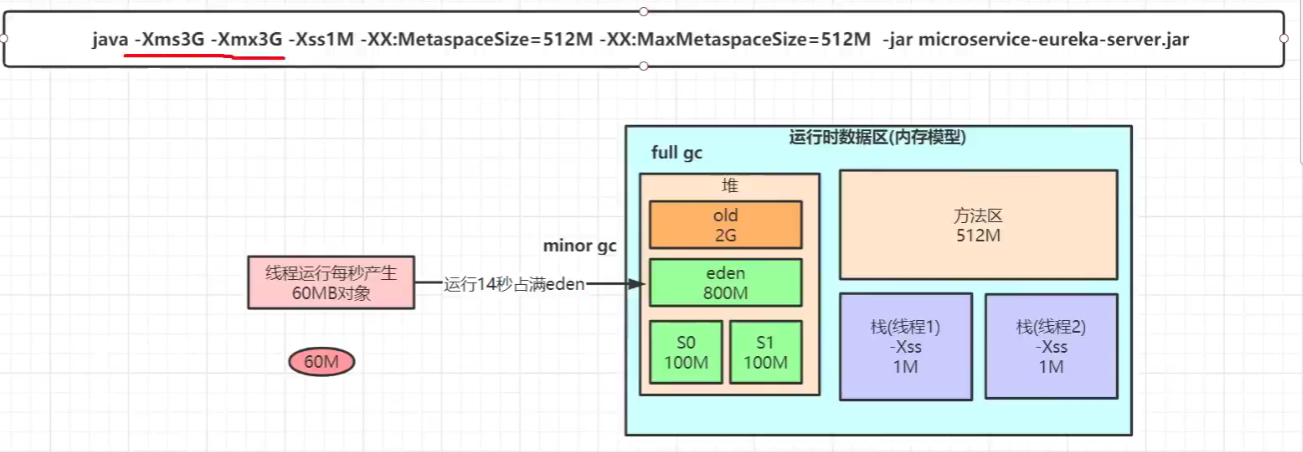 java -Xms3G -Xmx3G -Xss1M -XX:MetaspaceSize=512M -XX:MaxMetaspaceSize=512M -jar microservice-eureka-server.jar
运行时数据区(内存模型)
full gc
堆
old
2G
方法区
512M
minor gc
线程运行每秒产生
60MB对象
运行14秒占满eden
eden
800M
S0
100M
S1
100M
栈(线程1)
-Xss
1M
栈(线程2)
-Xss
1M
60M